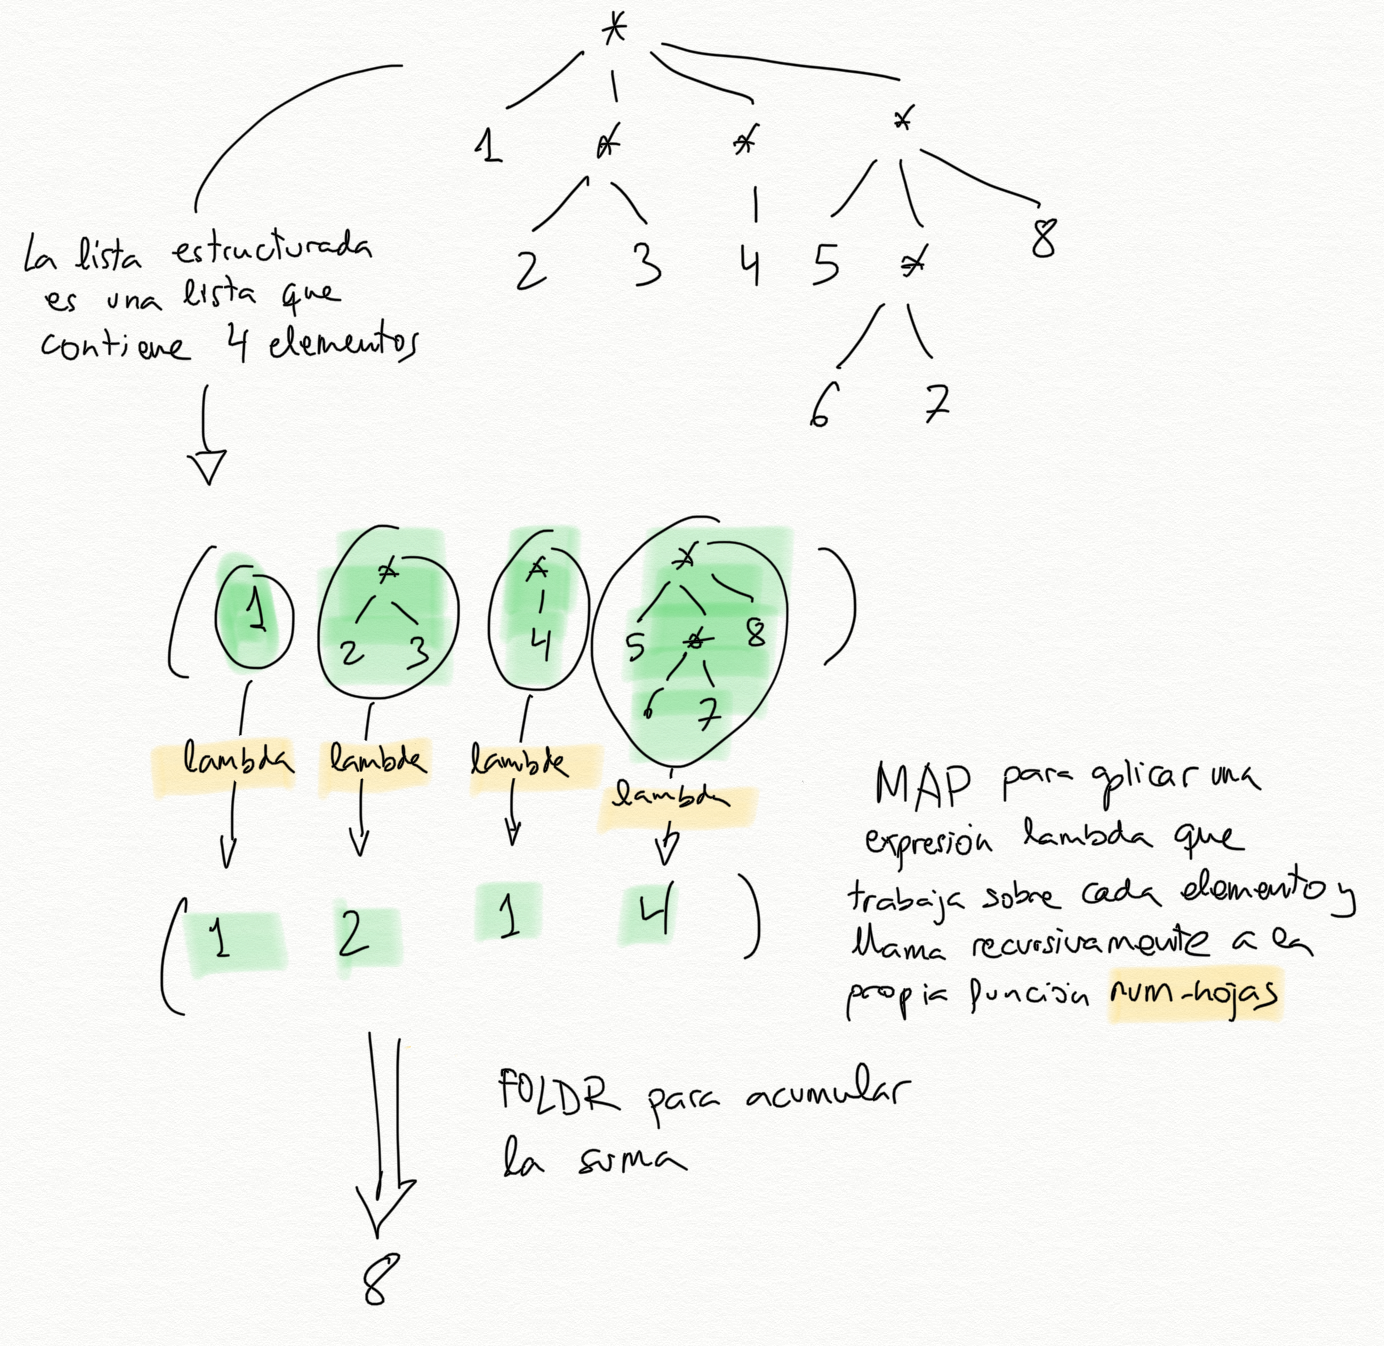 *
1 * * *
2 3 4 5 * 8
6 7
La lista estructurada
es una lista que
contiene 4 elementos
( 1 * * * )
2 3 4 5 * 8
6 7
lambda lambda lambda lambda
( 1 2 1 4 )
MAP para aplicar una
expresión lambda que
trabaja sobre cada elemento y
llama recursivamente a la
propia función num-hojas
FOLDR para acumular
la suma
8